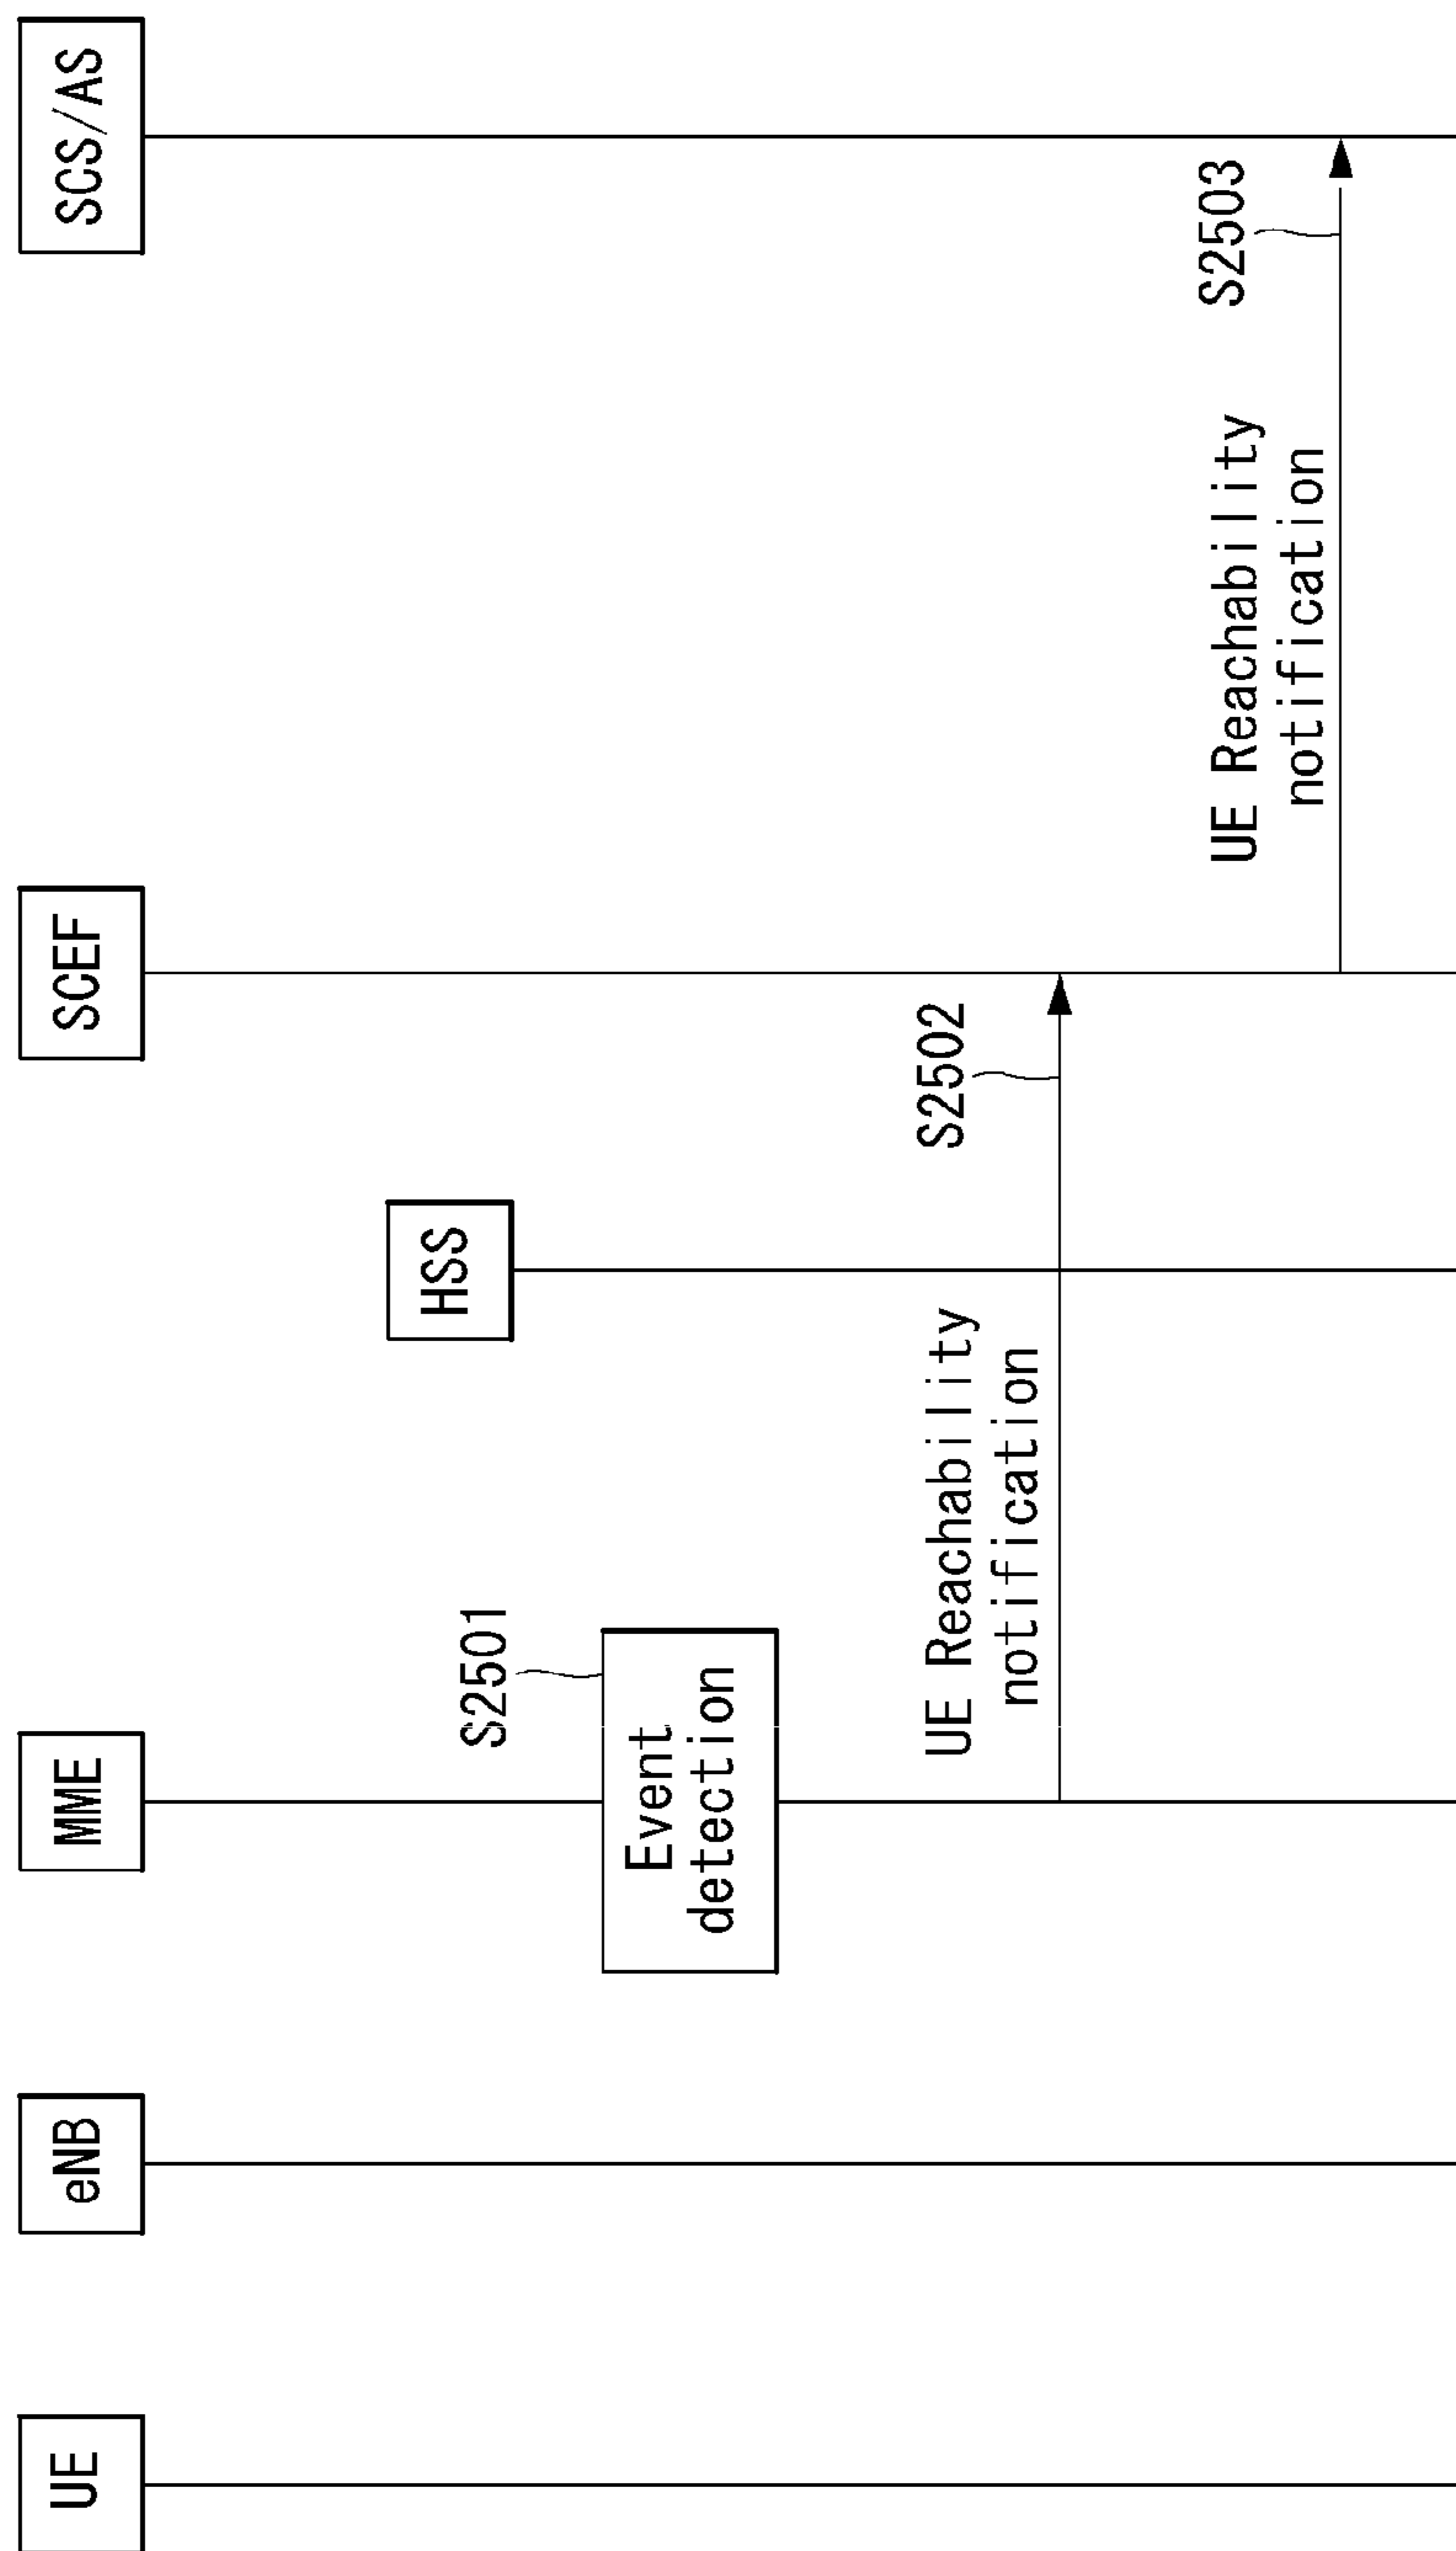 UE
eNB
MME
HSS
SCEF
SCS/AS
S2501
Event
detection
UE Reachability
notification
S2502
UE Reachability
notification
S2503